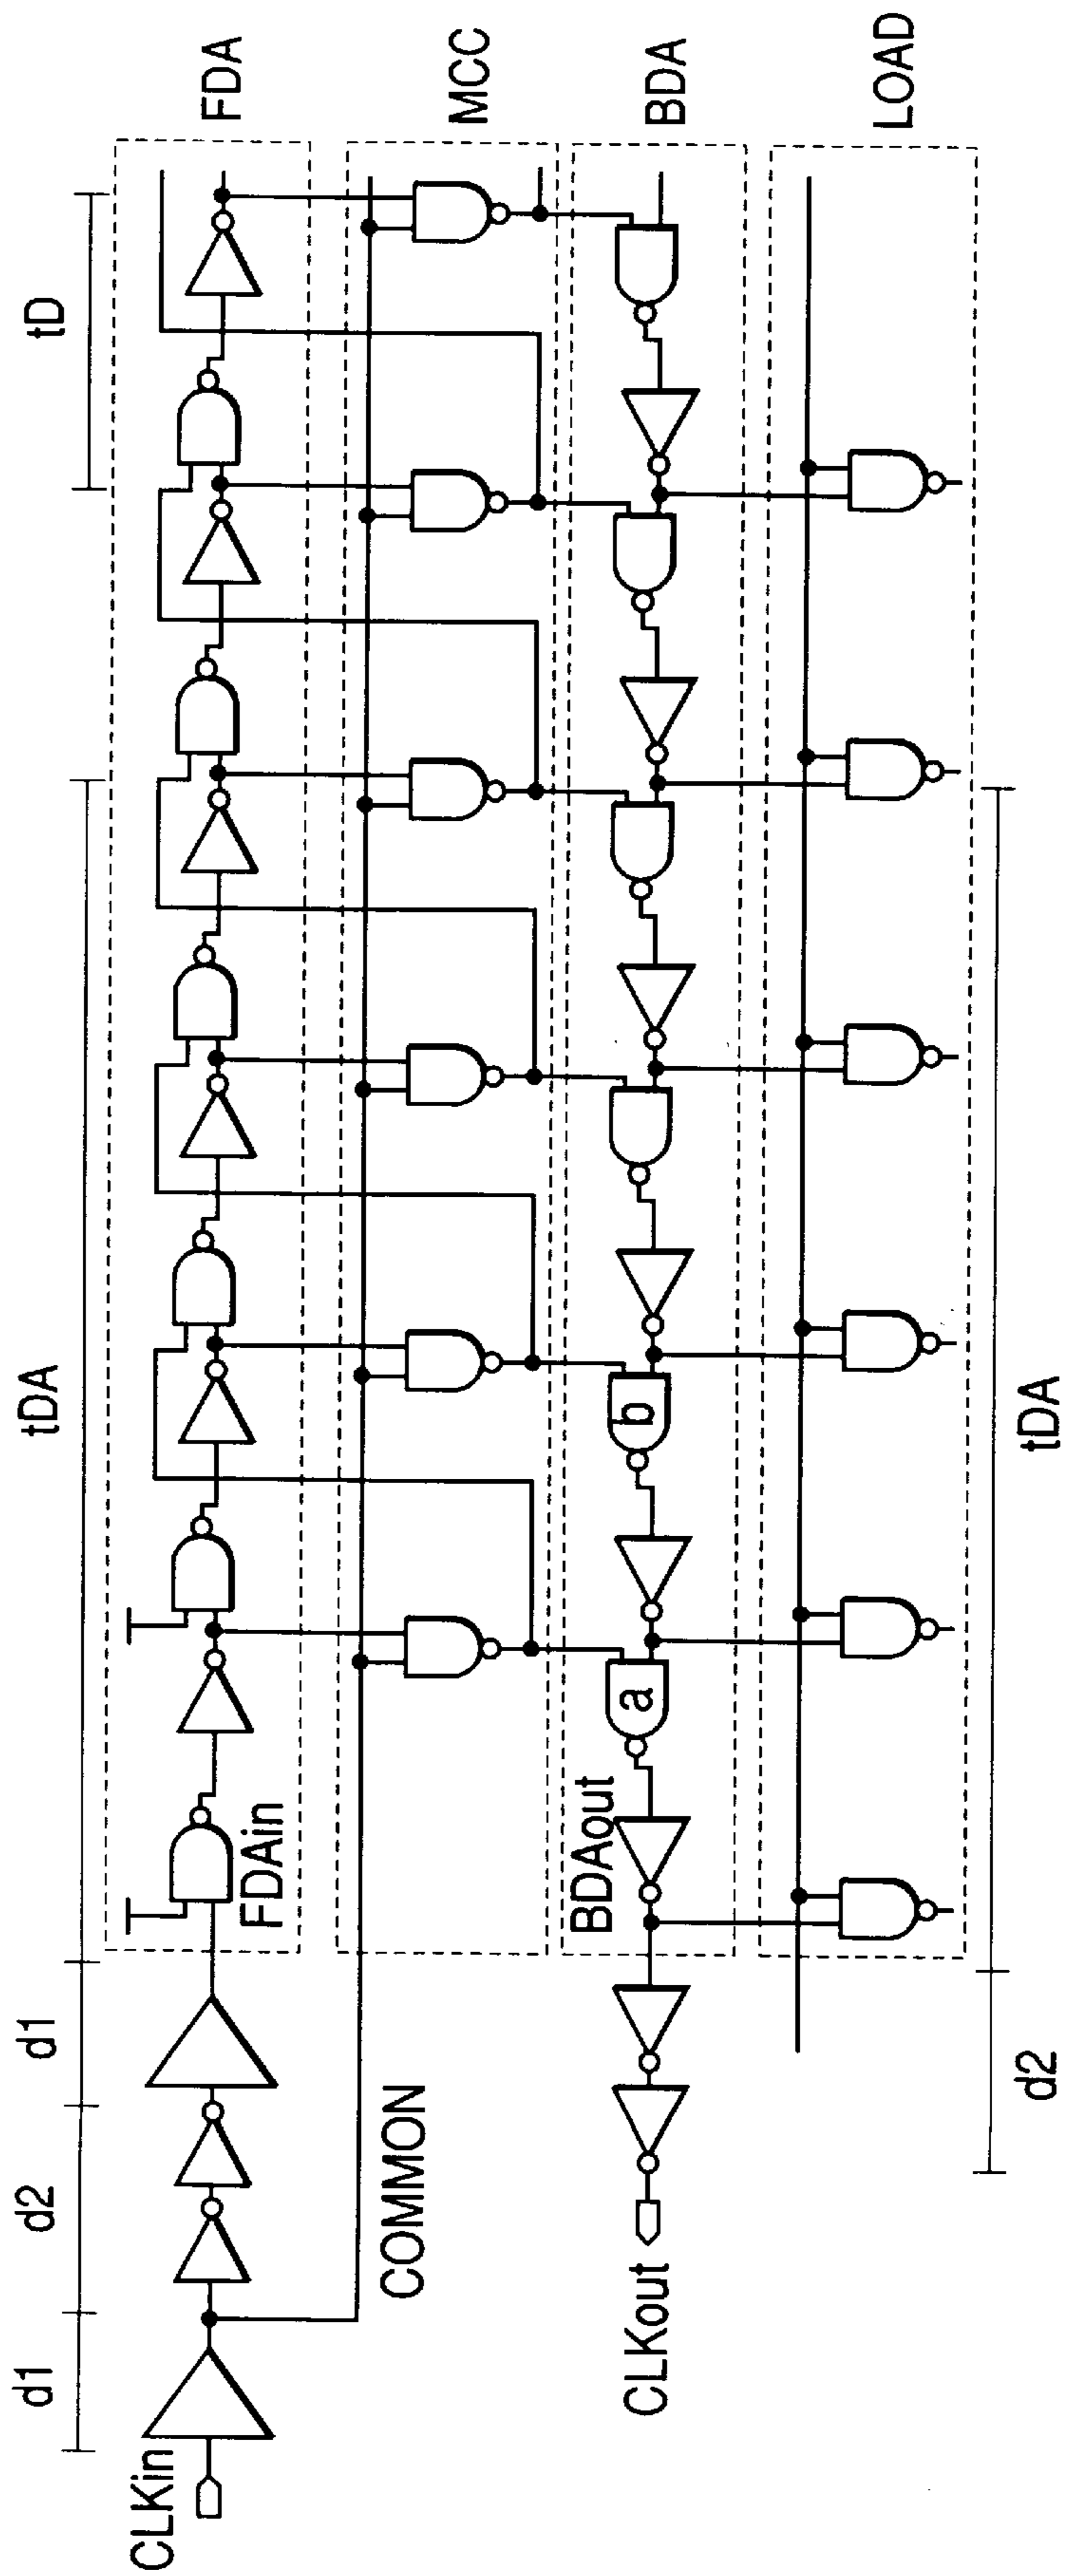 d1
d2
d1
tDA
tD
CLKin
FDAin
FDA
COMMON
MCC
CLKout
BDAout
a
b
BDA
LOAD
d2
tDA